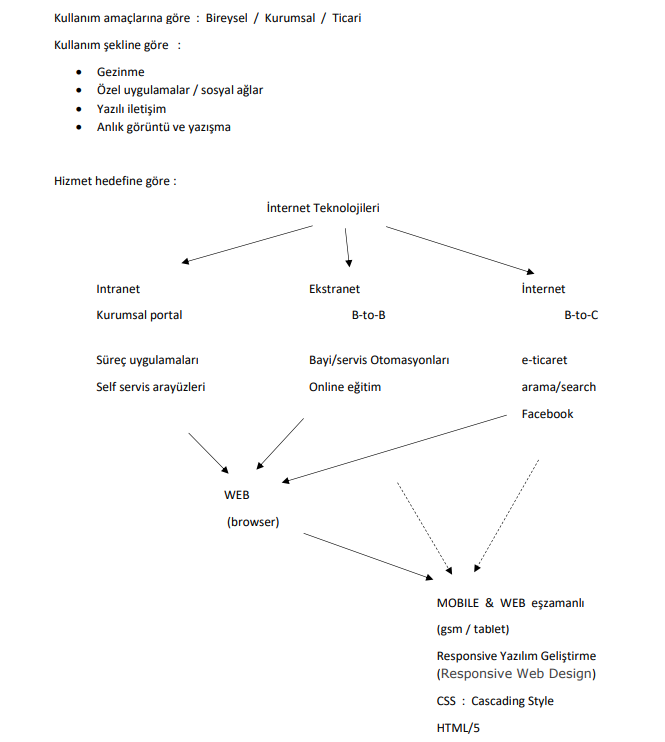 Kullanım amaçlarına göre : Bireysel / Kurumsal / Ticari
Kullanım şekline göre :
• Gezinme
• Özel uygulamalar / sosyal ağlar
• Yazılı iletişim
• Anlık görüntü ve yazışma
Hizmet hedefine göre :
İnternet Teknolojileri
Intranet Ekstranet İnternet
Kurumsal portal B-to-B B-to-C
Süreç uygulamaları Bayi/servis Otomasyonları e-ticaret
Self servis arayüzleri Online eğitim arama/search
Facebook
WEB
(browser)
MOBILE & WEB eşzamanlı
(gsm / tablet)
Responsive Yazılım Geliştirme
(Responsive Web Design)
CSS : Cascading Style
HTML/5